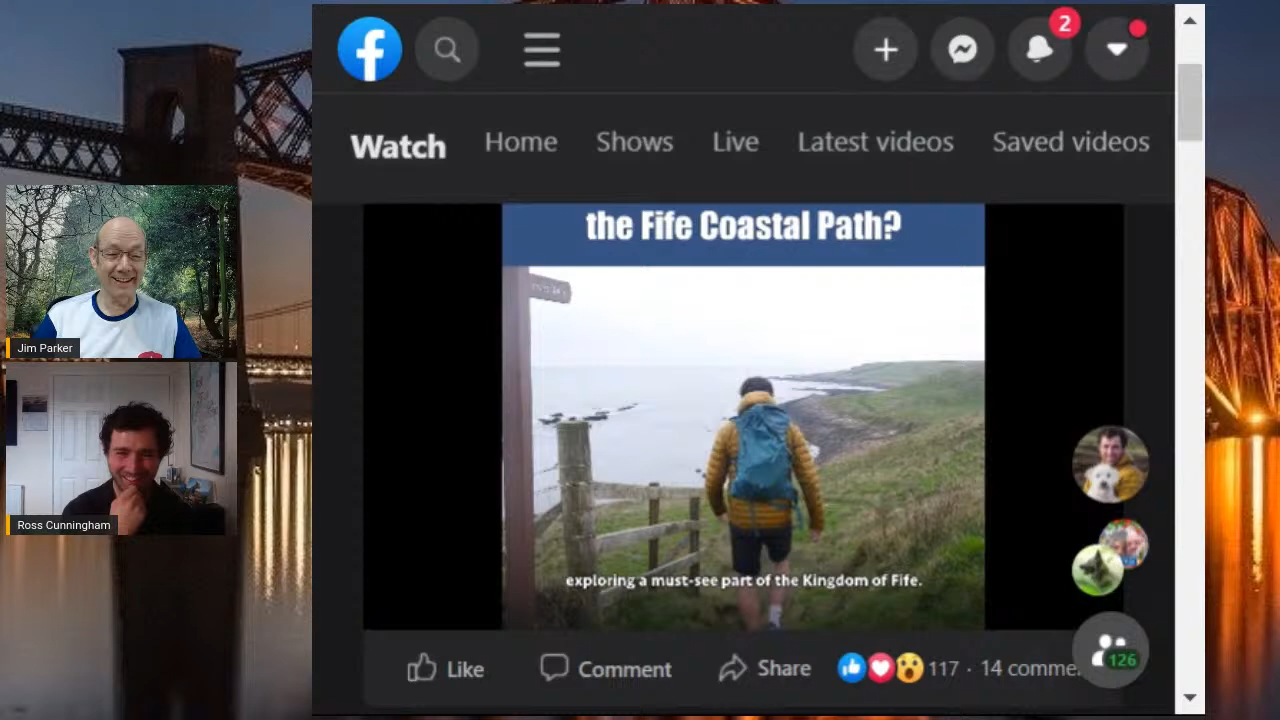 2
Watch Home Shows Live Latest videos Saved videos
the Fife Coastal Path?
Jim Parker
Ross Cunningham
exploring a must-see part of the Kingdom of Fife.
Like Comment Share 117 · 14 comme
126